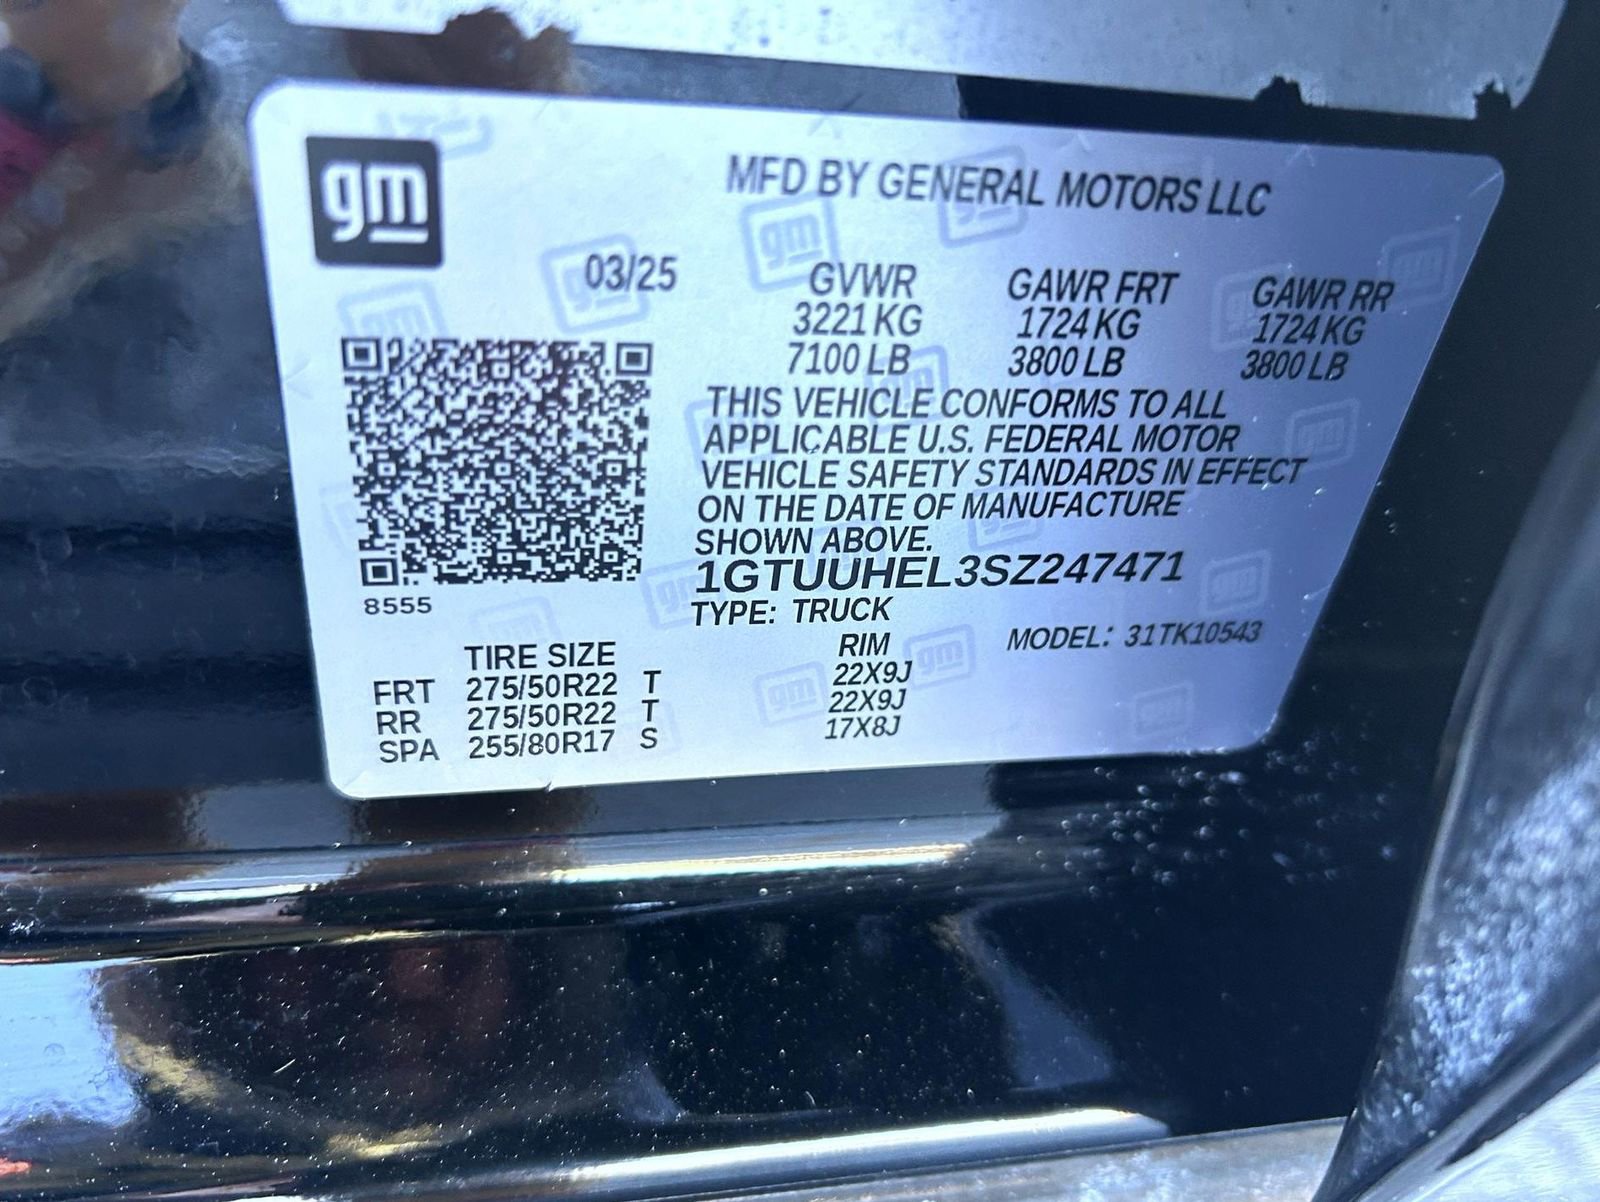 gm
MFD BY GENERAL MOTORS LLC
03/25
GVWR GAWR FRT GAWR RR
3221 KG 1724 KG 1724 KG
7100 LB 3800 LB 3800 LB
THIS VEHICLE CONFORMS TO ALL
APPLICABLE U.S. FEDERAL MOTOR
VEHICLE SAFETY STANDARDS IN EFFECT
ON THE DATE OF MANUFACTURE
SHOWN ABOVE.
1GTUUHEL3SZ247471
8555
TYPE: TRUCK
MODEL: 31TK10543
TIRE SIZE RIM
FRT 275/50R22 T 22X9J
RR 275/50R22 T 22X9J
SPA 255/80R17 S 17X8J